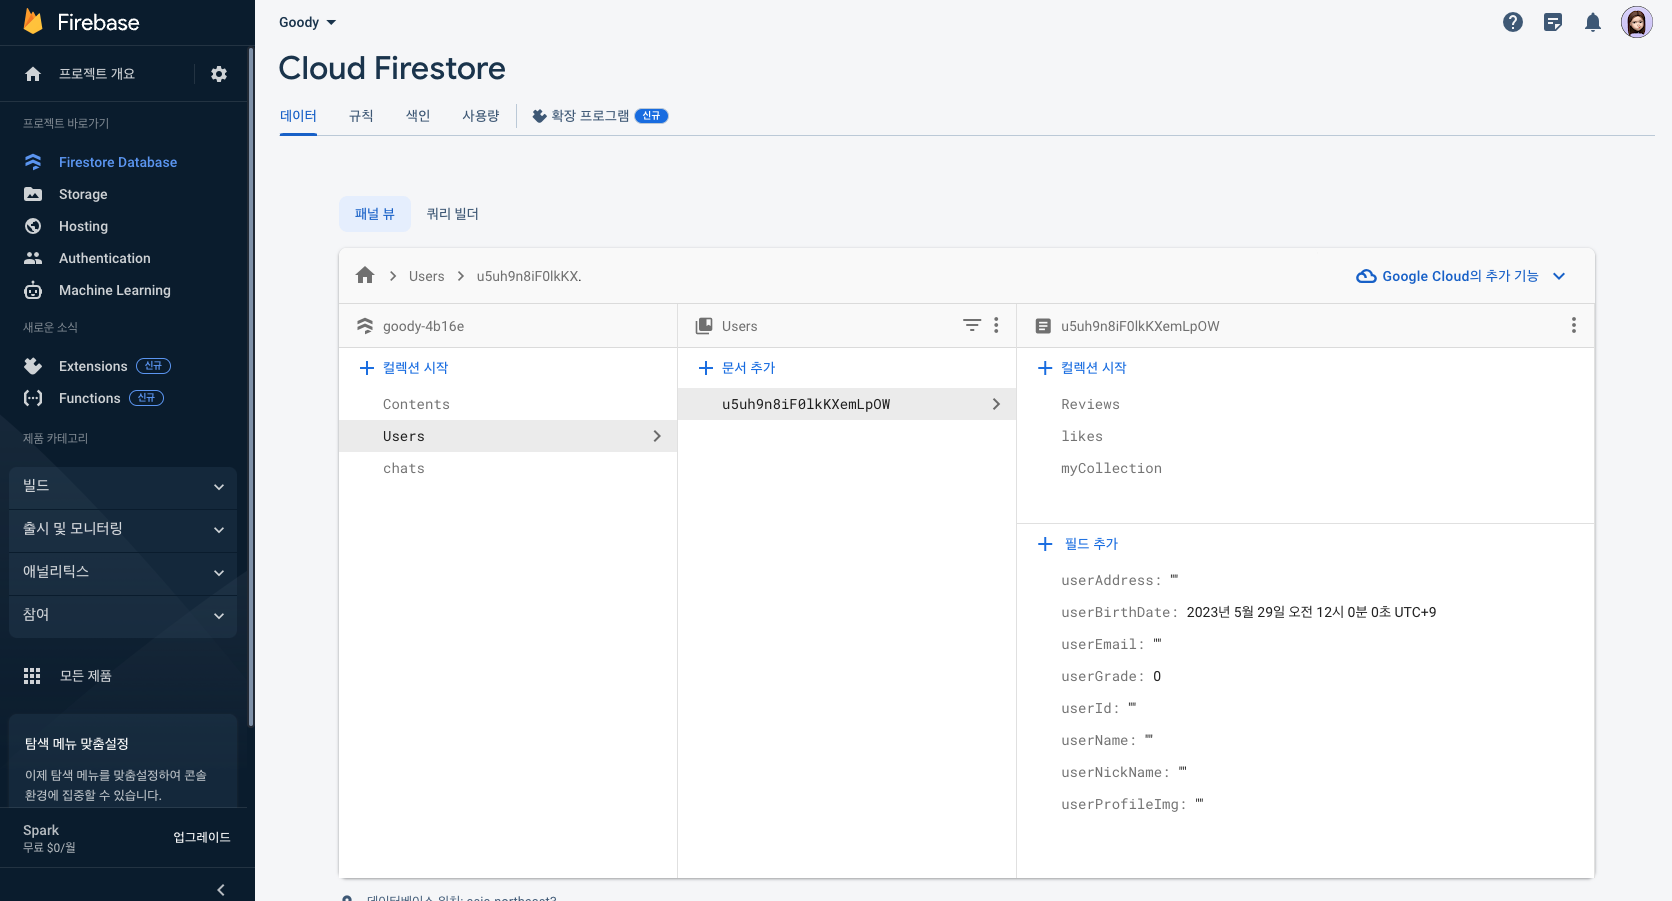 Firebase
프로젝트 개요
프로젝트 바로가기
Firestore Database
Storage
Hosting
Authentication
Machine Learning
새로운 소식
Extensions 신규
Functions 신규
제품 카테고리
빌드
출시 및 모니터링
애널리틱스
참여
모든 제품
탐색 메뉴 맞춤설정
이제 탐색 메뉴를 맞춤설정하여 콘솔
환경에 집중할 수 있습니다.
Spark
무료 $0/월
업그레이드
Goody
Cloud Firestore
데이터 규칙 색인 사용량 확장 프로그램 신규
패널 뷰 쿼리 빌더
Users u5uh9n8iF0lkKX.
Google Cloud의 추가 기능
goody-4b16e
컬렉션 시작
Contents
Users
chats
Users
문서 추가
u5uh9n8iF0lkKXemLpOW
u5uh9n8iF0lkKXemLpOW
컬렉션 시작
Reviews
likes
myCollection
필드 추가
userAddress: ""
userBirthDate: 2023년 5월 29일 오전 12시 0분 0초 UTC+9
userEmail: ""
userGrade: 0
userId: ""
userName: ""
userNickName: ""
userProfileImg: ""
데이터베이스 위치: asia-northeast3